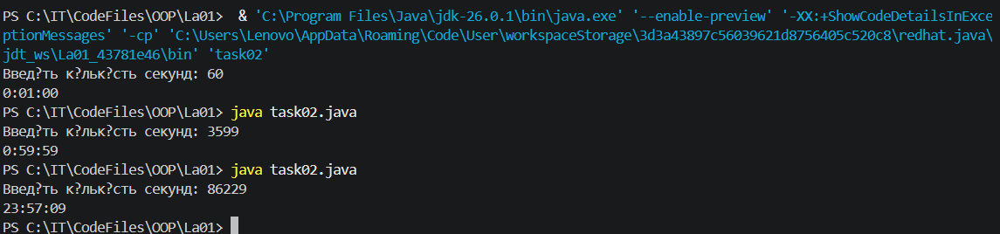 PS C:\IT\CodeFiles\OOP\La01>  & 'C:\Program Files\Java\jdk-26.0.1\bin\java.exe' '--enable-preview' '-XX:+ShowCodeDetailsInExce
ptionMessages' '-cp' 'C:\Users\Lenovo\AppData\Roaming\Code\User\workspaceStorage\3d3a43897c56039621d8756405c520c8\redhat.java\
jdt_ws\La01_43781e46\bin' 'task02'
Введ?ть к?льк?сть секунд: 60
0:01:00
PS C:\IT\CodeFiles\OOP\La01> java task02.java
Введ?ть к?льк?сть секунд: 3599
0:59:59
PS C:\IT\CodeFiles\OOP\La01> java task02.java
Введ?ть к?льк?сть секунд: 86229
23:57:09
PS C:\IT\CodeFiles\OOP\La01>